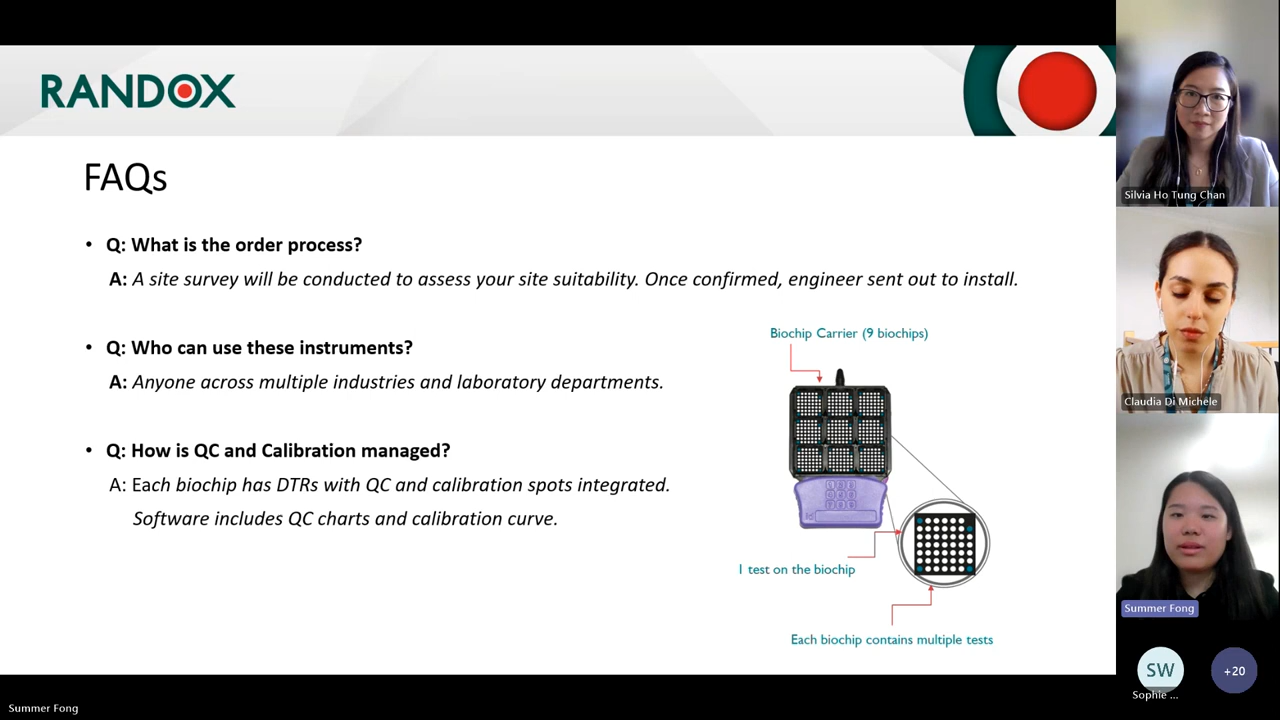 RANDOX
FAQs
• Q: What is the order process?
A: A site survey will be conducted to assess your site suitability. Once confirmed, engineer sent out to install.
• Q: Who can use these instruments?
A: Anyone across multiple industries and laboratory departments.
• Q: How is QC and Calibration managed?
A: Each biochip has DTRs with QC and calibration spots integrated.
Software includes QC charts and calibration curve.
Biochip Carrier (9 biochips)
1 test on the biochip
Each biochip contains multiple tests
Silvia Ho Tung Chan
Claudia Di Michele
Summer Fong
SW
Sophie ...
+20
Summer Fong